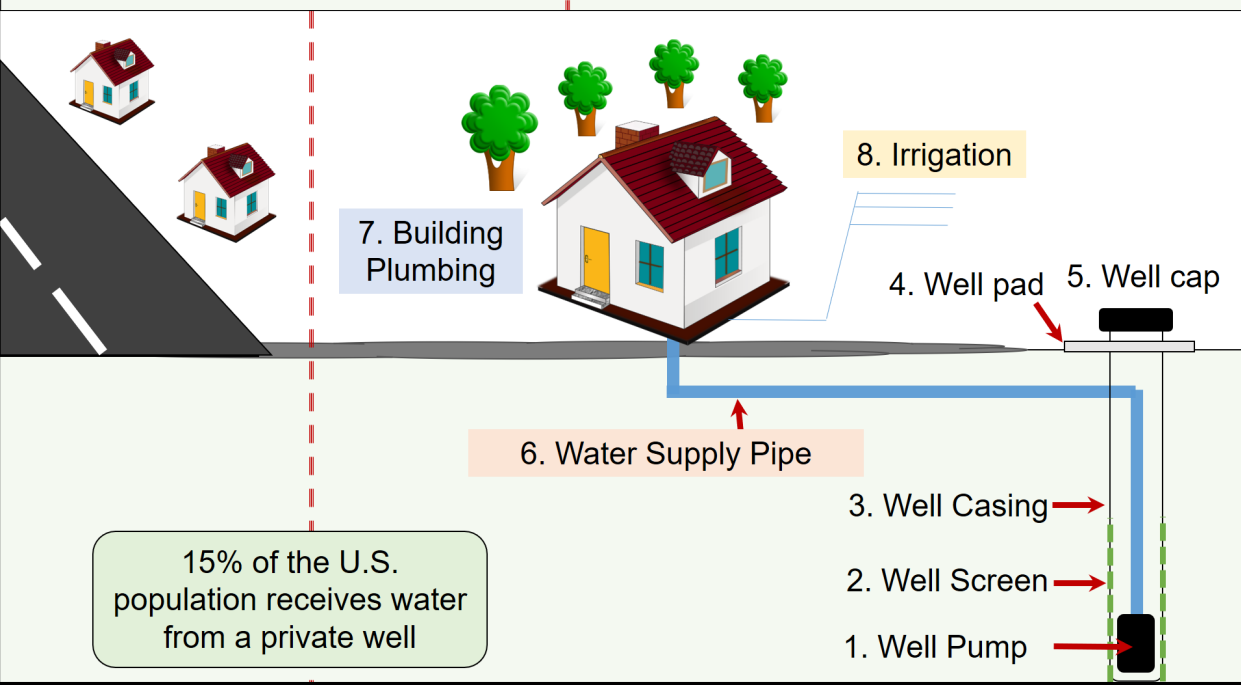 8. Irrigation
7. Building
Plumbing
4. Well pad
5. Well cap
6. Water Supply Pipe
3. Well Casing
15% of the U.S.
population receives water
from a private well
2. Well Screen
1. Well Pump